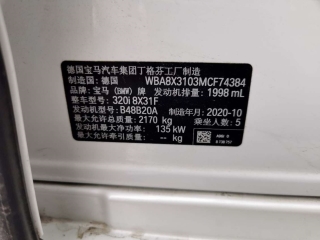 德国宝马汽车集团丁格芬工厂制造
制造国：德国 WBA8X3103MCF74384
品牌：宝马（BMW）牌 发动机排量：1998 mL
整车型号：320i 8X31F
发动机型号：B48B20A 制造年月：2020-10
最大允许总质量：2170 kg 乘坐人数：5
发动机最大净功率：135 kW
最大允许牵引质量：-- kg